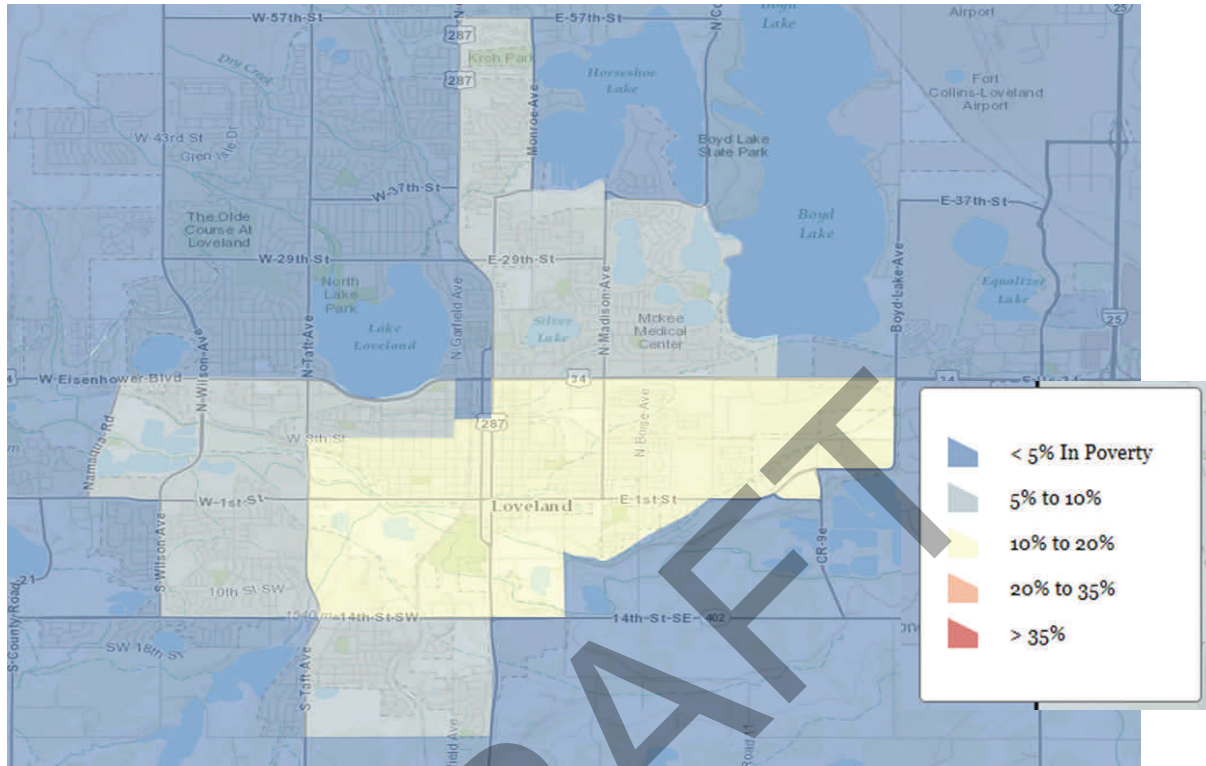 W-57th-St
E-57th-St
Boyd
Lake
Airport
25
287
Kroh Park
287
Dry Creek
Horseshoe
Lake
Fort
Collins-Loveland
Airport
Monroe Ave
W 43rd St
Glen Isle Dr
Boyd Lake
State Park
W-37th-St
E-37th-St
The Olde
Course At
Loveland
Boyd
Lake
W-29th-St
E-29th-St
North
Lake
Park
N Garfield Ave
N-Madison-Ave
Boyd-Lake-Ave
Equalizer
Lake
Lake
Loveland
Silver
Lake
Mckee
Medical
Center
25
N-Wilson-Ave
N-Taft-Ave
W-Eisenhower-Blvd
34
34
Namaqua-Rd
W 8th St
287
N Boise Ave
W-1st-St
Loveland
E 1st St
S-Wilson-Ave
CR-9e
21
S-County-Road
10th St SW
1540 m
14th-St-SW
14th-St-SE
402
SW 18th St
S-Taft-Ave
< 5% In Poverty
5% to 10%
10% to 20%
20% to 35%
> 35%
DRAFT